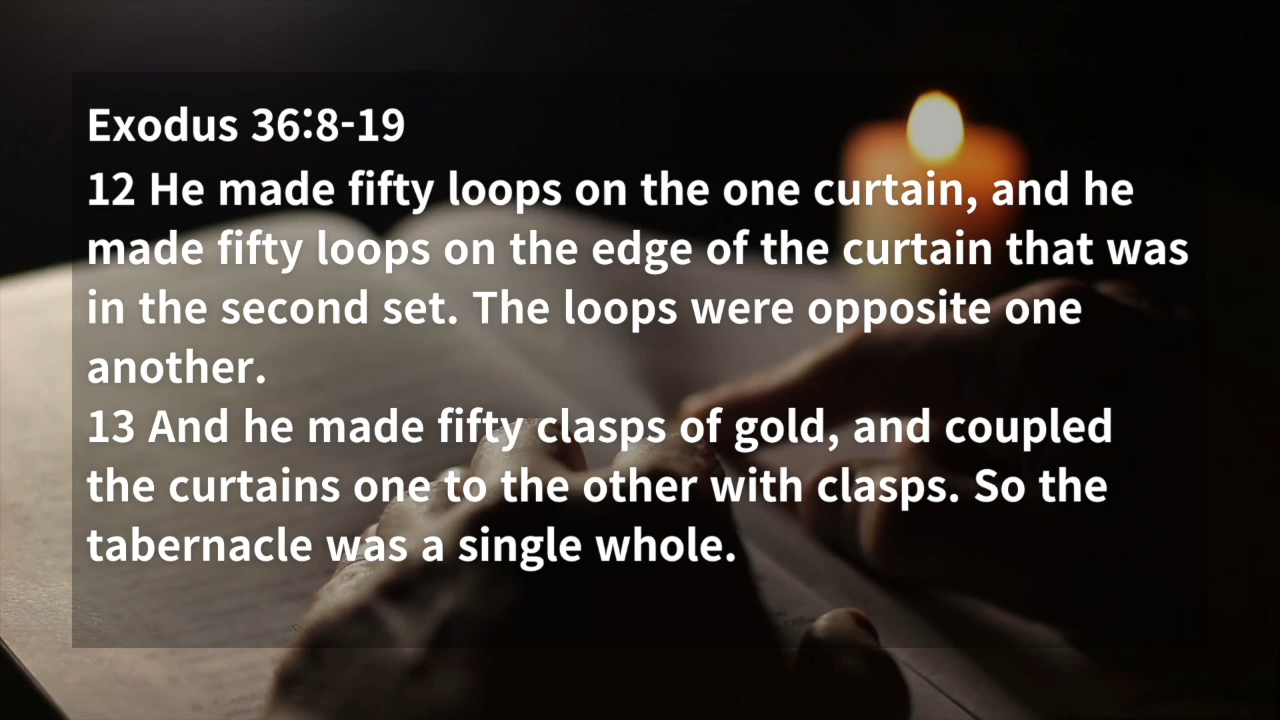 Exodus 36:8-19
12 He made fifty loops on the one curtain, and he
made fifty loops on the edge of the curtain that was
in the second set. The loops were opposite one
another.
13 And he made fifty clasps of gold, and coupled
the curtains one to the other with clasps. So the
tabernacle was a single whole.